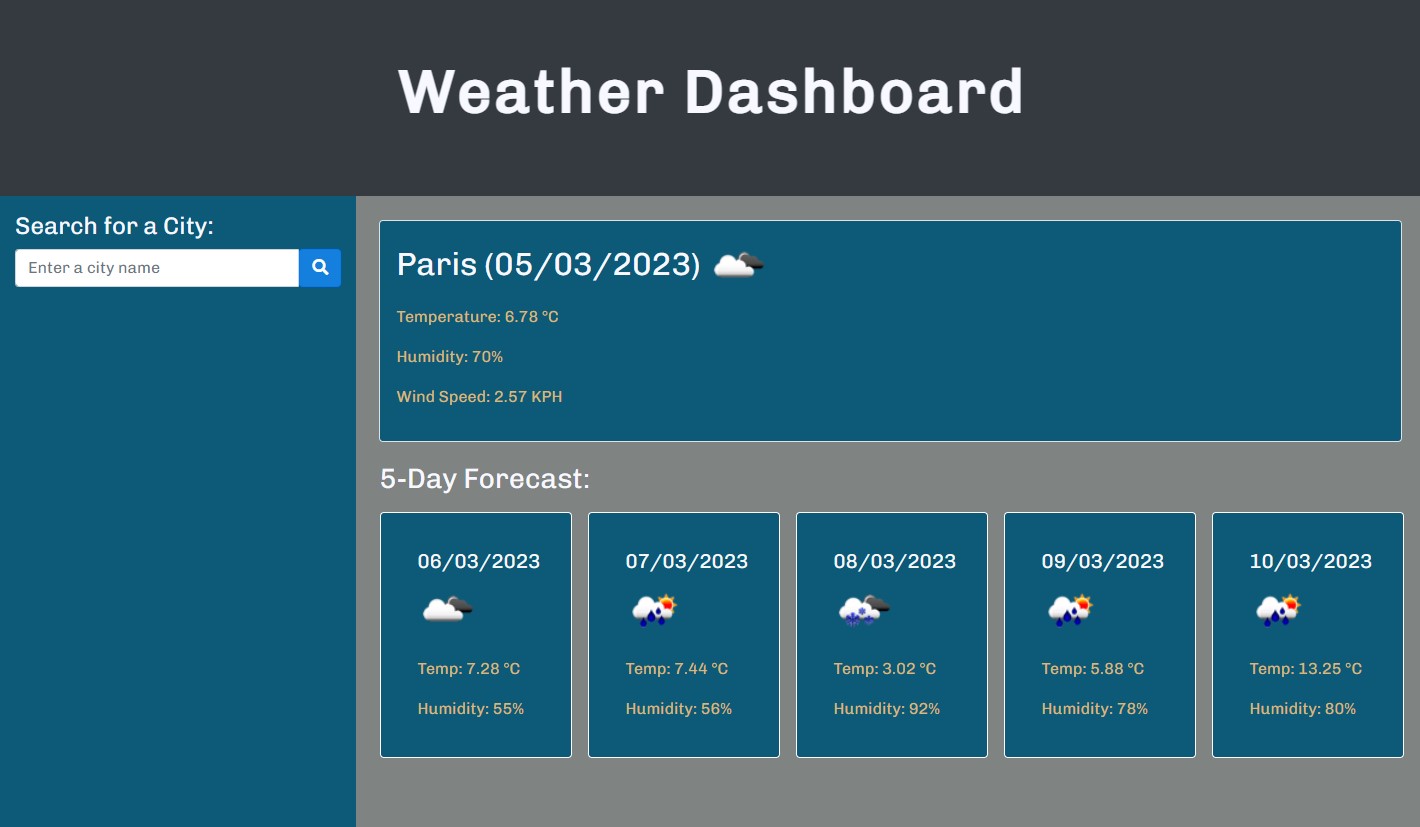 Weather Dashboard
Search for a City:
Enter a city name
Paris (05/03/2023)
Temperature: 6.78 °C
Humidity: 70%
Wind Speed: 2.57 KPH
5-Day Forecast:
06/03/2023
Temp: 7.28 °C
Humidity: 55%
07/03/2023
Temp: 7.44 °C
Humidity: 56%
08/03/2023
Temp: 3.02 °C
Humidity: 92%
09/03/2023
Temp: 5.88 °C
Humidity: 78%
10/03/2023
Temp: 13.25 °C
Humidity: 80%